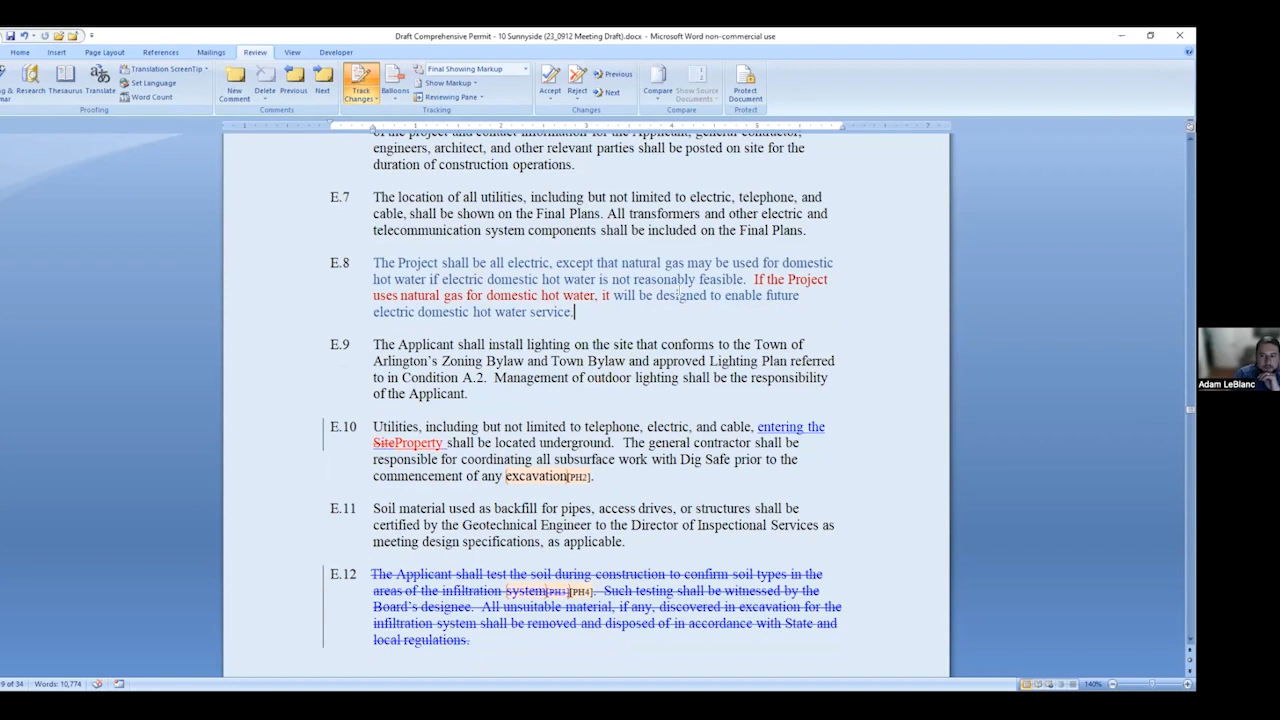 Draft Comprehensive Permit - 10 Sunnyside (23_0912 Meeting Draft).docx - Microsoft Word non-commercial use
Home Insert Page Layout References Mailings Review View Developer
Research Thesaurus Translate
Translation ScreenTip
Set Language
Word Count
Proofing
New Comment
Delete
Previous
Next
Comments
Track Changes
Balloons
Final Showing Markup
Show Markup
Reviewing Pane
Tracking
Accept
Reject
Previous
Next
Changes
Compare
Show Source Documents
Compare
Protect Document
Protect
of the project and contact information for the Applicant, general contractor,
engineers, architect, and other relevant parties shall be posted on site for the
duration of construction operations.
E.7 The location of all utilities, including but not limited to electric, telephone, and
cable, shall be shown on the Final Plans. All transformers and other electric and
telecommunication system components shall be included on the Final Plans.
E.8 The Project shall be all electric, except that natural gas may be used for domestic
hot water if electric domestic hot water is not reasonably feasible. If the Project
uses natural gas for domestic hot water, it will be designed to enable future
electric domestic hot water service.
E.9 The Applicant shall install lighting on the site that conforms to the Town of
Arlington's Zoning Bylaw and Town Bylaw and approved Lighting Plan referred
to in Condition A.2. Management of outdoor lighting shall be the responsibility
of the Applicant.
E.10 Utilities, including but not limited to telephone, electric, and cable, entering the
SiteProperty shall be located underground. The general contractor shall be
responsible for coordinating all subsurface work with Dig Safe prior to the
commencement of any excavation[PH2].
E.11 Soil material used as backfill for pipes, access drives, or structures shall be
certified by the Geotechnical Engineer to the Director of Inspectional Services as
meeting design specifications, as applicable.
E.12 The Applicant shall test the soil during construction to confirm soil types in the
areas of the infiltration system[PH3][PH4]. Such testing shall be witnessed by the
Board's designee. All unsuitable material, if any, discovered in excavation for the
infiltration system shall be removed and disposed of in accordance with State and
local regulations.
Adam LeBlanc
9 of 34 Words: 10,774
140%